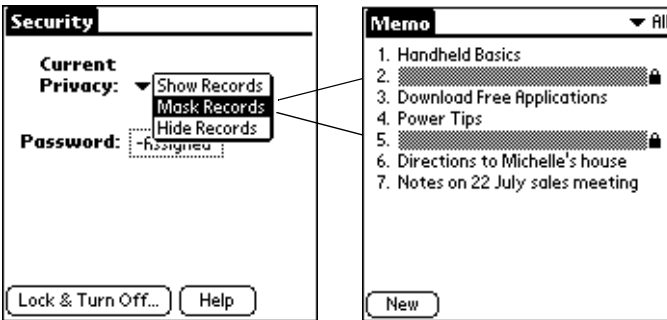 Security
Current
Privacy:
Show Records
Mask Records
Hide Records
Password:
-Assigned-
Lock & Turn Off...
Help
Memo
All
1. Handheld Basics
2.
3. Download Free Applications
4. Power Tips
5.
6. Directions to Michelle's house
7. Notes on 22 July sales meeting
New